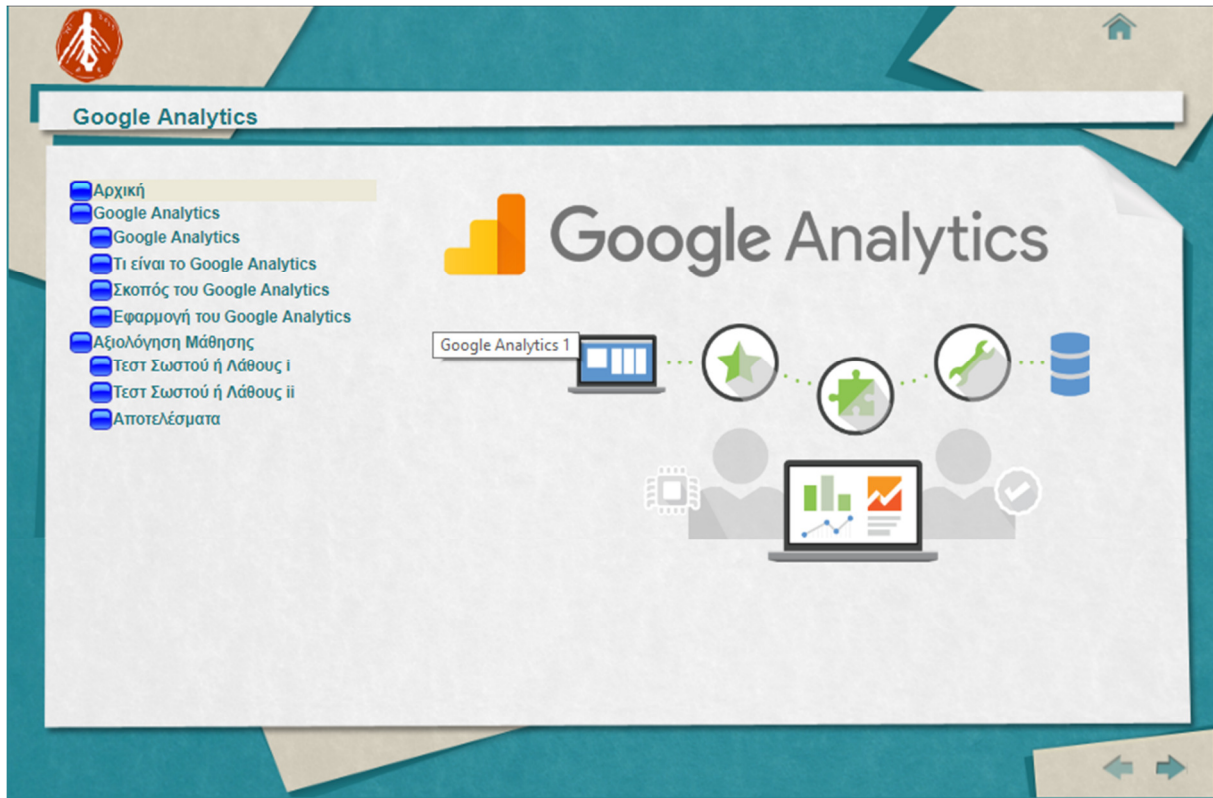 Google Analytics
Αρχική
Google Analytics
Google Analytics
Τι είναι το Google Analytics
Σκοπός του Google Analytics
Εφαρμογή του Google Analytics
Αξιολόγηση Μάθησης
Τεστ Σωστού ή Λάθους i
Τεστ Σωστού ή Λάθους ii
Αποτελέσματα
Google Analytics
Google Analytics 1